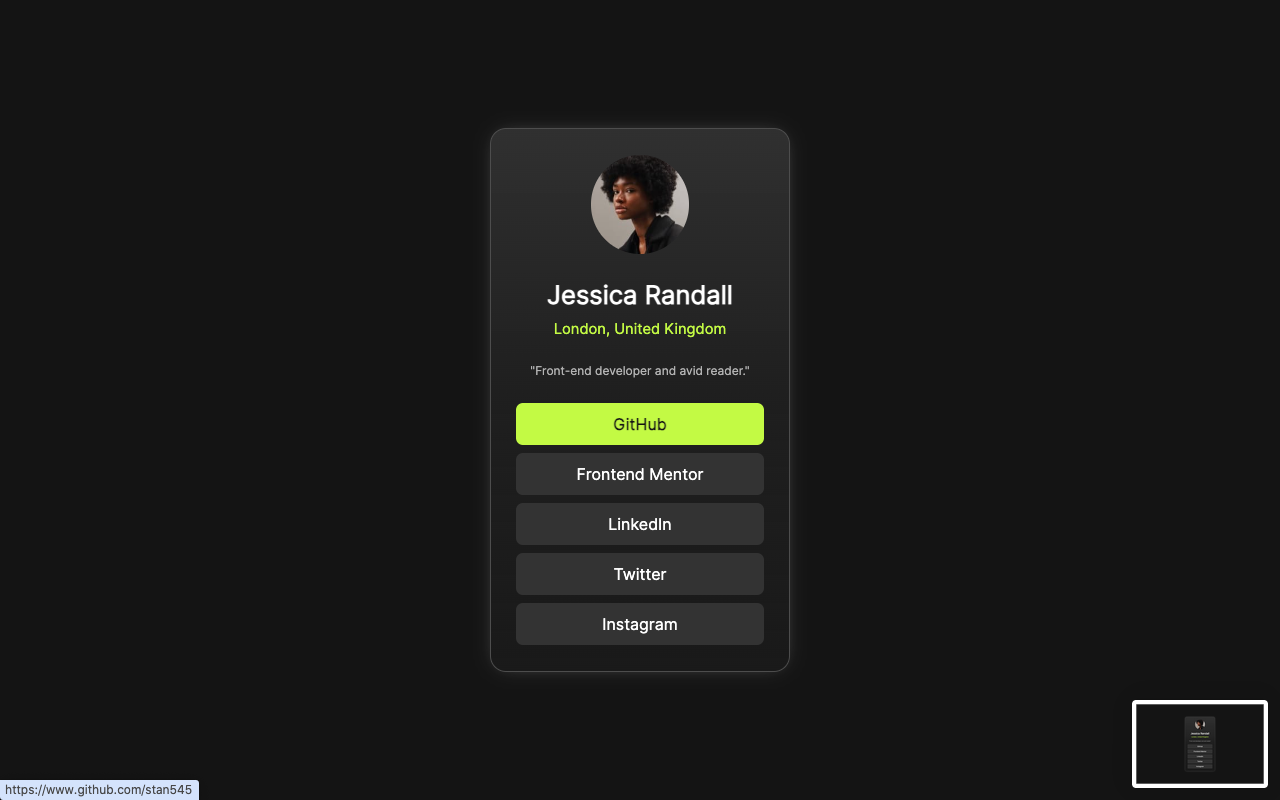 Jessica Randall
London, United Kingdom
"Front-end developer and avid reader."
GitHub
Frontend Mentor
LinkedIn
Twitter
Instagram
https://www.github.com/stan545